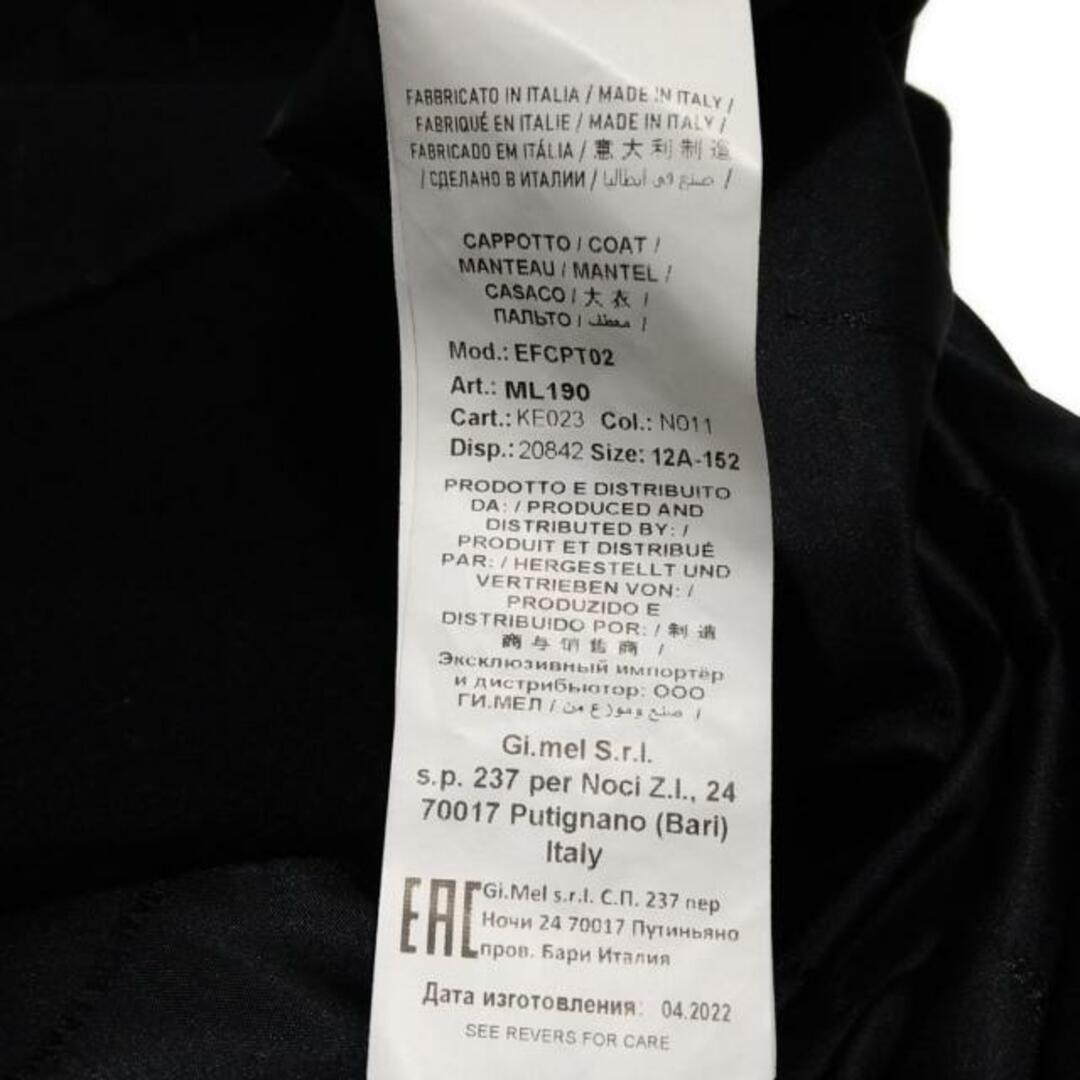 FABBRICATO IN ITALIA / MADE IN ITALY /
FABRIQUÉ EN ITALIE / MADE IN ITALY /
FABRICADO EM ITÁLIA / 意大利制造
/ СДЕЛАНО В ИТАЛИИ / صنع في ايطاليا /
CAPPOTTO / COAT /
MANTEAU / MANTEL /
CASACO / 大衣 /
ПАЛЬТО / معطف /
Mod.: EFCPT02
Art.: ML190
Cart.: KE023 Col.: N011
Disp.: 20842 Size: 12A-152
PRODOTTO E DISTRIBUITO
DA: / PRODUCED AND
DISTRIBUTED BY: /
PRODUIT ET DISTRIBUÉ
PAR: / HERGESTELLT UND
VERTRIEBEN VON: /
PRODUZIDO E
DISTRIBUIDO POR: / 制造
商与销售商 /
Эксклюзивный импортёр
и дистрибьютор: ООО
ГИ.МЕЛ / صنع وموزع من /
Gi.mel S.r.l.
s.p. 237 per Noci Z.I., 24
70017 Putignano (Bari)
Italy
EAC Gi.Mel s.r.l. С.П. 237 пер
Ночи 24 70017 Путиньяно
пров. Бари Италия
Дата изготовления: 04.2022
SEE REVERS FOR CARE